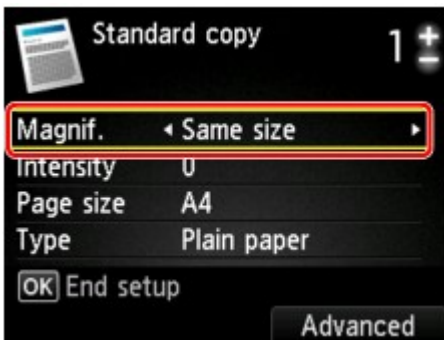 Standard copy 1 + -
Magnif. Same size
Intensity 0
Page size A4
Type Plain paper
OK End setup
Advanced